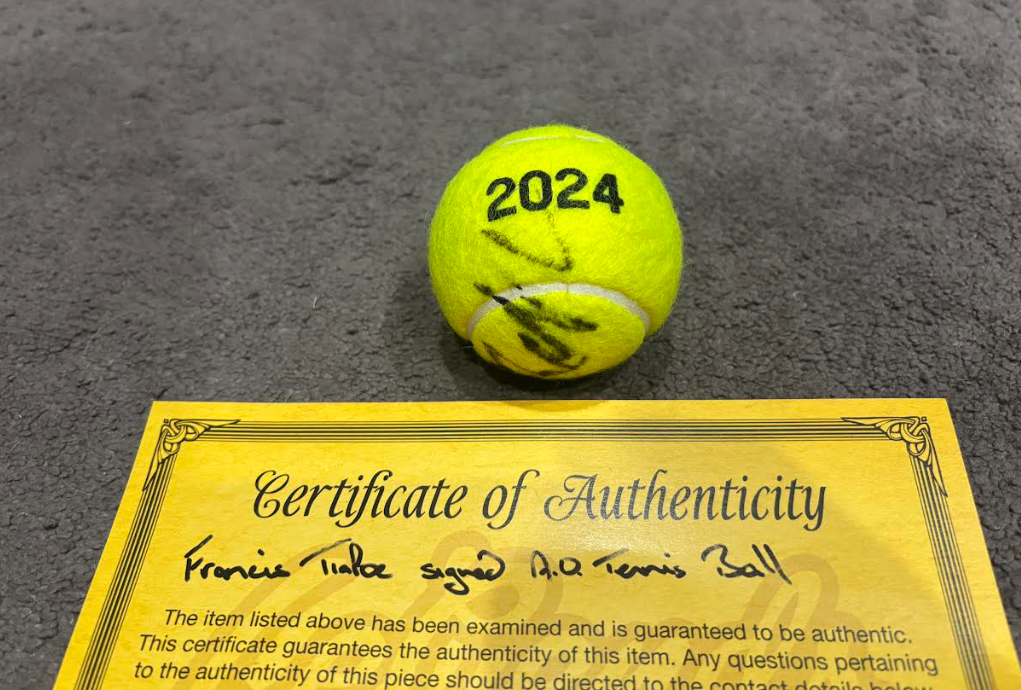 2024
Certificate of Authenticity
Francis Tiafoe signed A.O. Tennis Ball
The item listed above has been examined and is guaranteed to be authentic.
This certificate guarantees the authenticity of this item. Any questions pertaining
to the authenticity of this piece should be directed to the contact details below